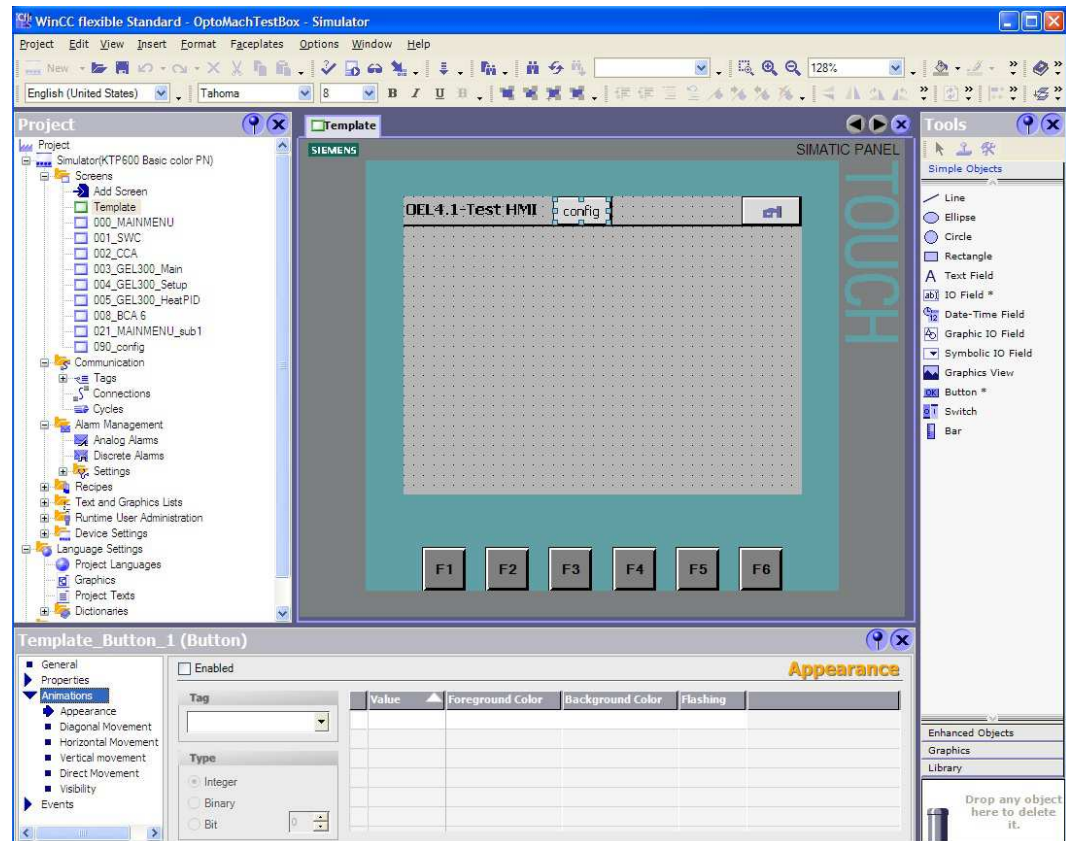 WinCC flexible Standard - OptoMachTestBox - Simulator
Project Edit View Insert Format Faceplates Options Window Help
New 128%
English (United States) Tahoma 8 B I U
Project
Project
Simulator(KTP600 Basic color PN)
Screens
Add Screen
Template
000_MAINMENU
001_SWC
002_CCA
003_GEL300_Main
004_GEL300_Setup
005_GEL300_HeatPID
008_BCA 6
021_MAINMENU_sub1
090_config
Communication
Tags
Connections
Cycles
Alarm Management
Analog Alarms
Discrete Alarms
Settings
Recipes
Text and Graphics Lists
Runtime User Administration
Device Settings
Language Settings
Project Languages
Graphics
Project Texts
Dictionaries
Template
SIEMENS
SIMATIC PANEL
TOUCH
OEL4.1-Test HMI config
F1 F2 F3 F4 F5 F6
Tools
Simple Objects
Line
Ellipse
Circle
Rectangle
A Text Field
ab IO Field *
12 Date-Time Field
Graphic IO Field
Symbolic IO Field
Graphics View
OK Button *
0 1 Switch
Bar
Enhanced Objects
Graphics
Library
Drop any object
here to delete
it.
Template_Button_1 (Button)
General
Properties
Animations
Appearance
Diagonal Movement
Horizontal Movement
Vertical movement
Direct Movement
Visibility
Events
Enabled
Appearance
Tag
Type
Integer
Binary
Bit 0
Value Foreground Color Background Color Flashing